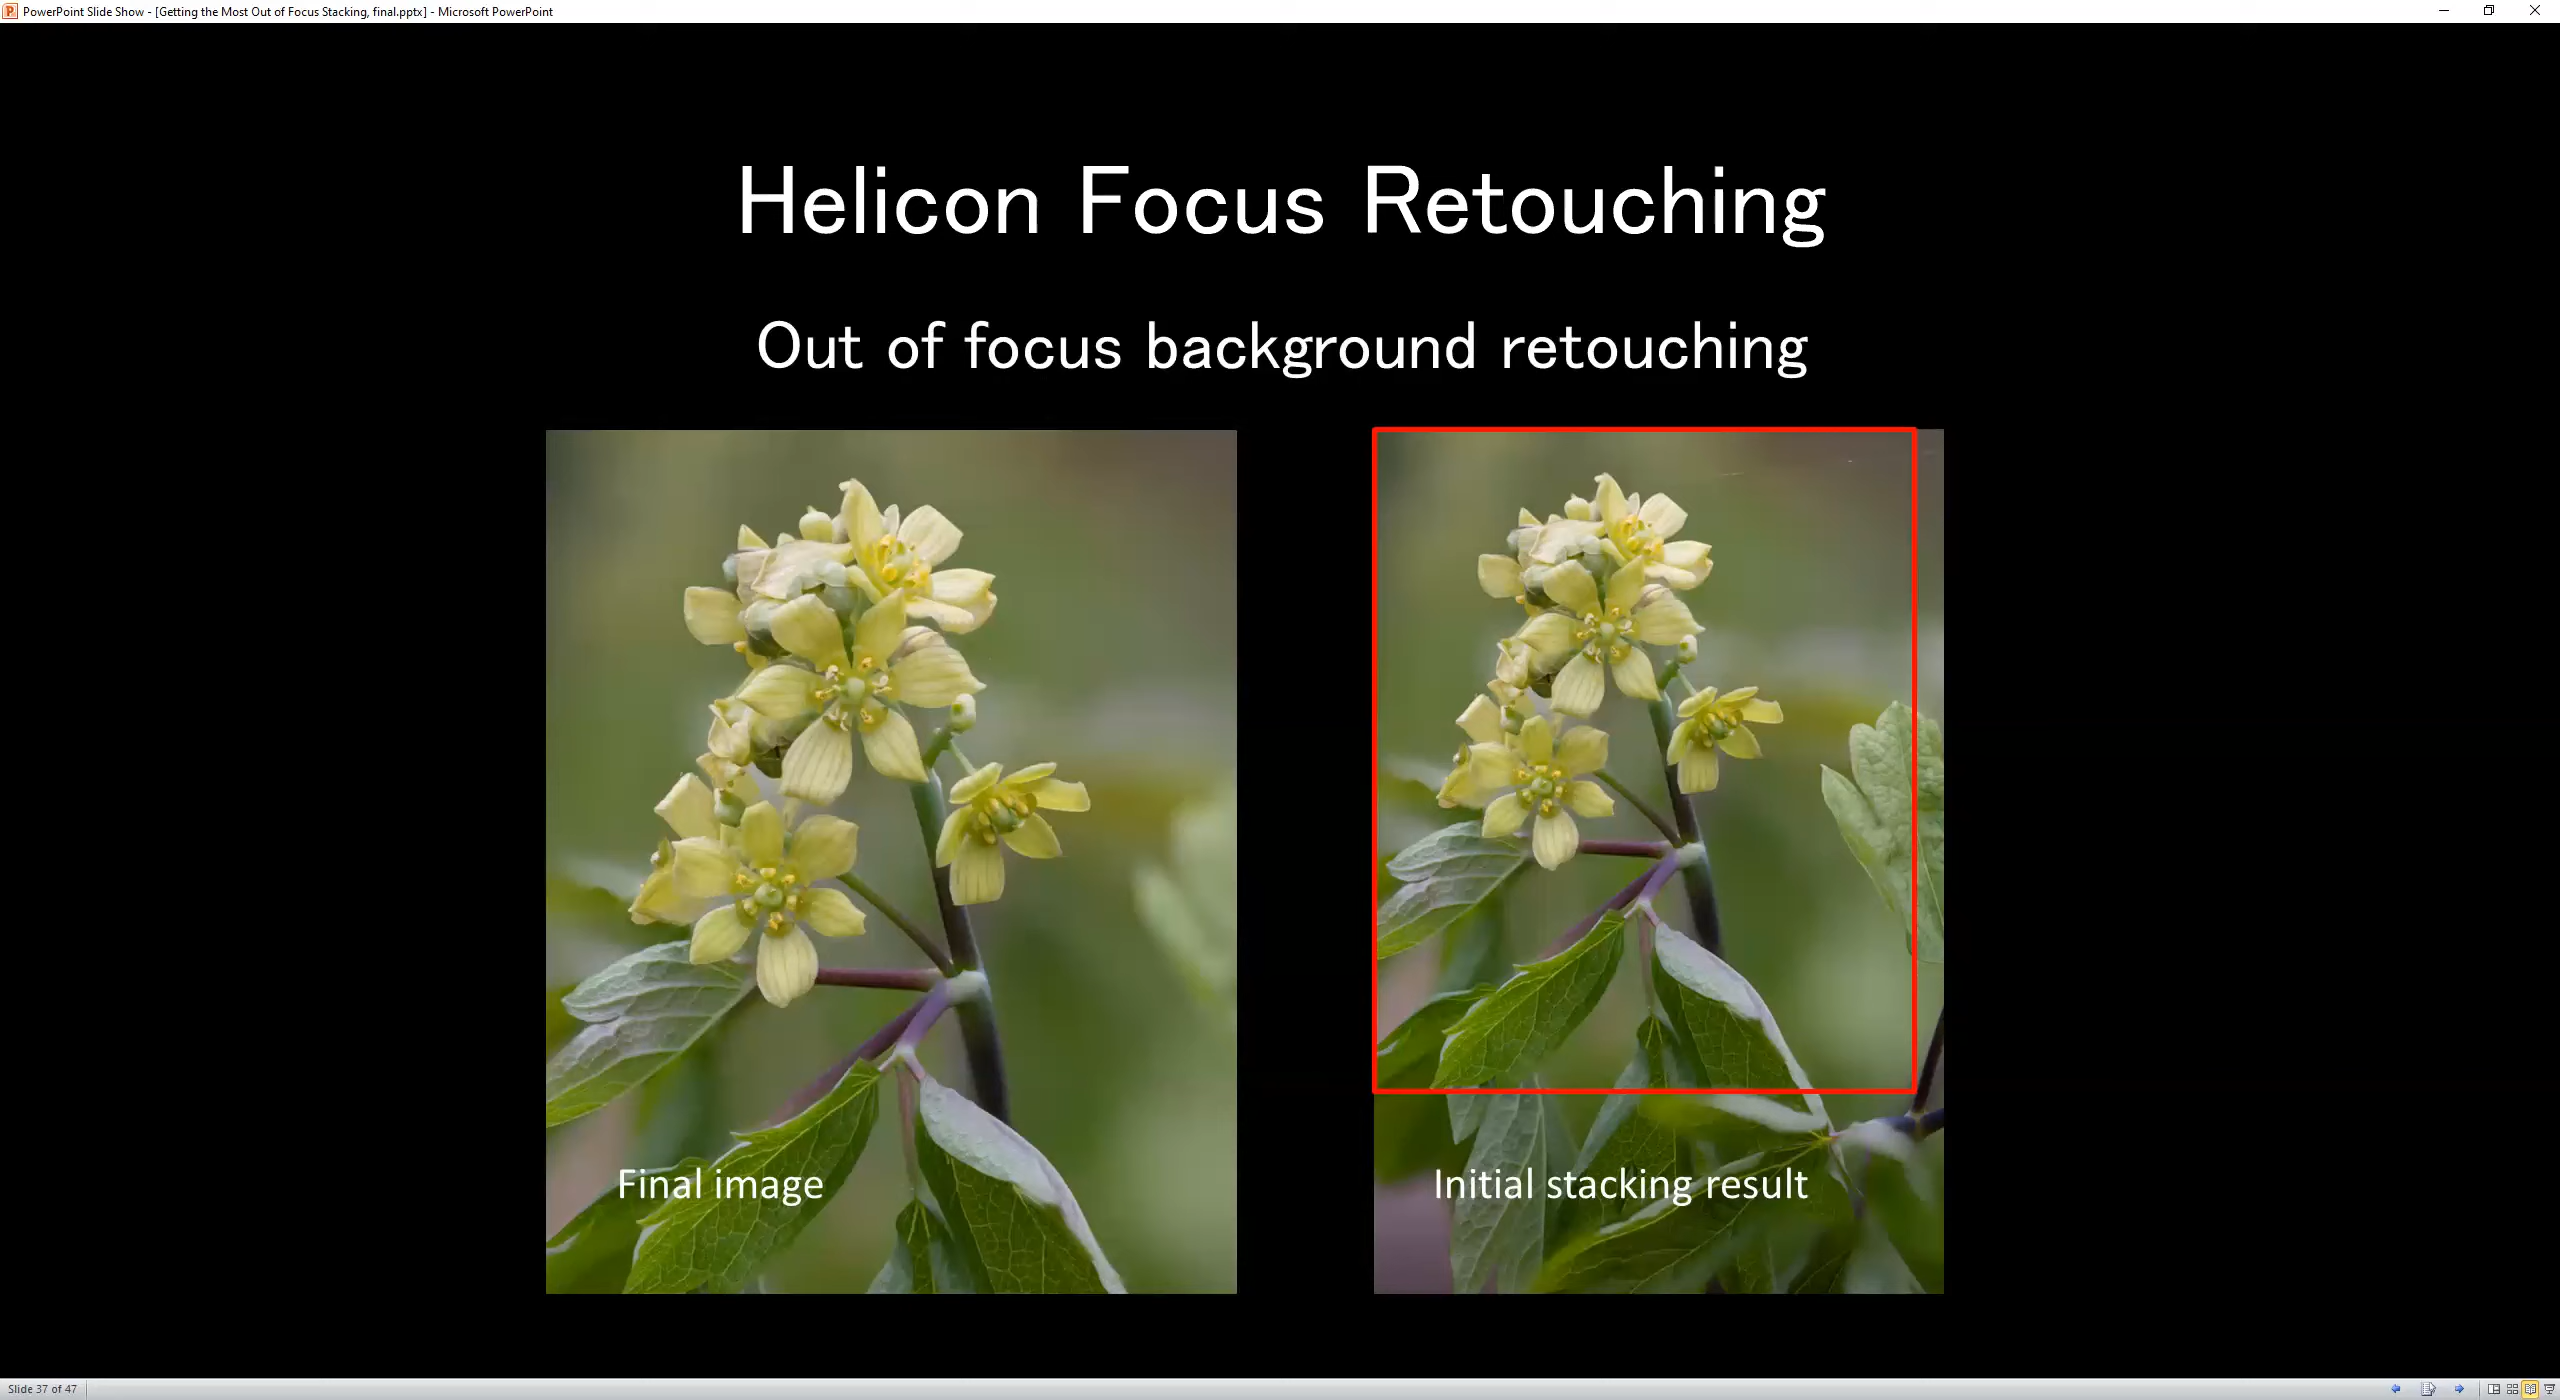 PowerPoint Slide Show - [Getting the Most Out of Focus Stacking, final.pptx] - Microsoft PowerPoint
Helicon Focus Retouching
Out of focus background retouching
Final image
Initial stacking result
Slide 37 of 47